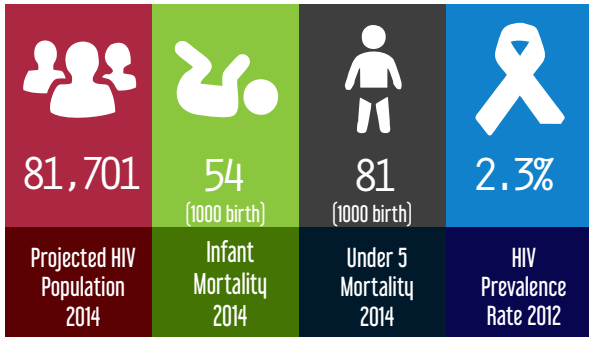 81,701
Projected HIV
Population
2014
54
(1000 birth)
Infant
Mortality
2014
81
(1000 birth)
Under 5
Mortality
2014
2.3%
HIV
Prevalence
Rate 2012